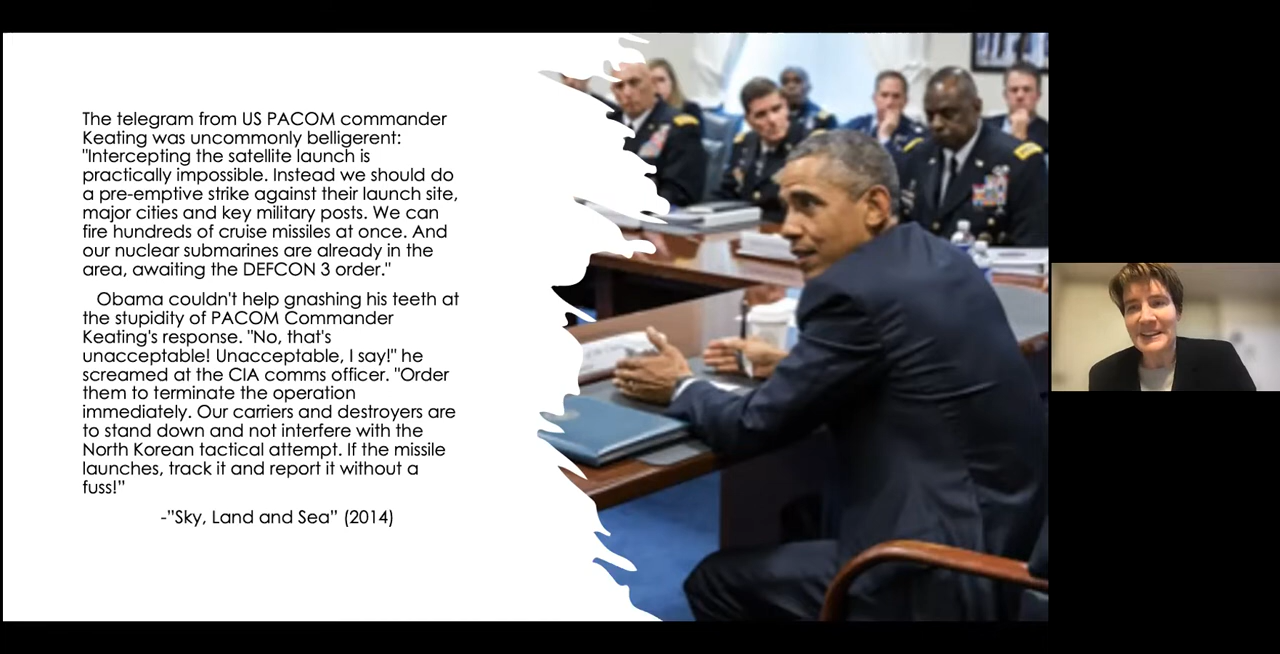 The telegram from US PACOM commander
Keating was uncommonly belligerent:
"Intercepting the satellite launch is
practically impossible. Instead we should do
a pre-emptive strike against their launch site,
major cities and key military posts. We can
fire hundreds of cruise missiles at once. And
our nuclear submarines are already in the
area, awaiting the DEFCON 3 order."
Obama couldn't help gnashing his teeth at
the stupidity of PACOM Commander
Keating's response. "No, that's
unacceptable! Unacceptable, I say!" he
screamed at the CIA comms officer. "Order
them to terminate the operation
immediately. Our carriers and destroyers are
to stand down and not interfere with the
North Korean tactical attempt. If the missile
launches, track it and report it without a
fuss!”
-”Sky, Land and Sea” (2014)